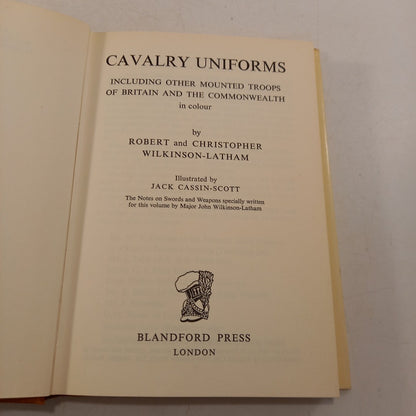 CAVALRY UNIFORMS
INCLUDING OTHER MOUNTED TROOPS
OF BRITAIN AND THE COMMONWEALTH
in colour
by
ROBERT and CHRISTOPHER
WILKINSON-LATHAM
Illustrated by
JACK CASSIN-SCOTT
The Notes on Swords and Weapons specially written
for this volume by Major John Wilkinson-Latham
BLANDFORD PRESS
LONDON